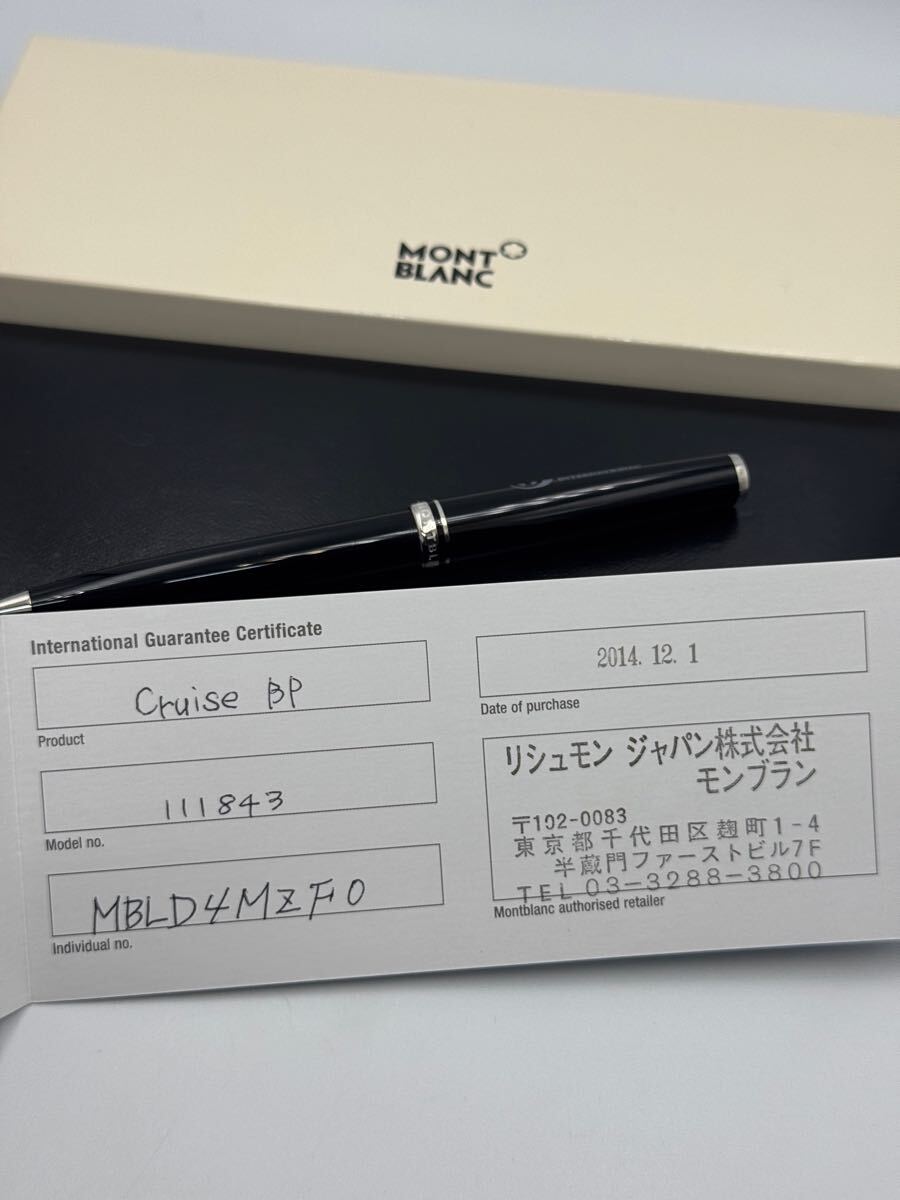 MONT
BLANC
International Guarantee Certificate
Cruise BP
Product
111843
Model no.
MBLD4MZF0
Individual no.
2014. 12. 1
Date of purchase
リシュモン ジャパン株式会社
モンブラン
〒102-0083
東京都千代田区麹町1-4
半蔵門ファーストビル7F
TEL 03-3288-3800
Montblanc authorised retailer